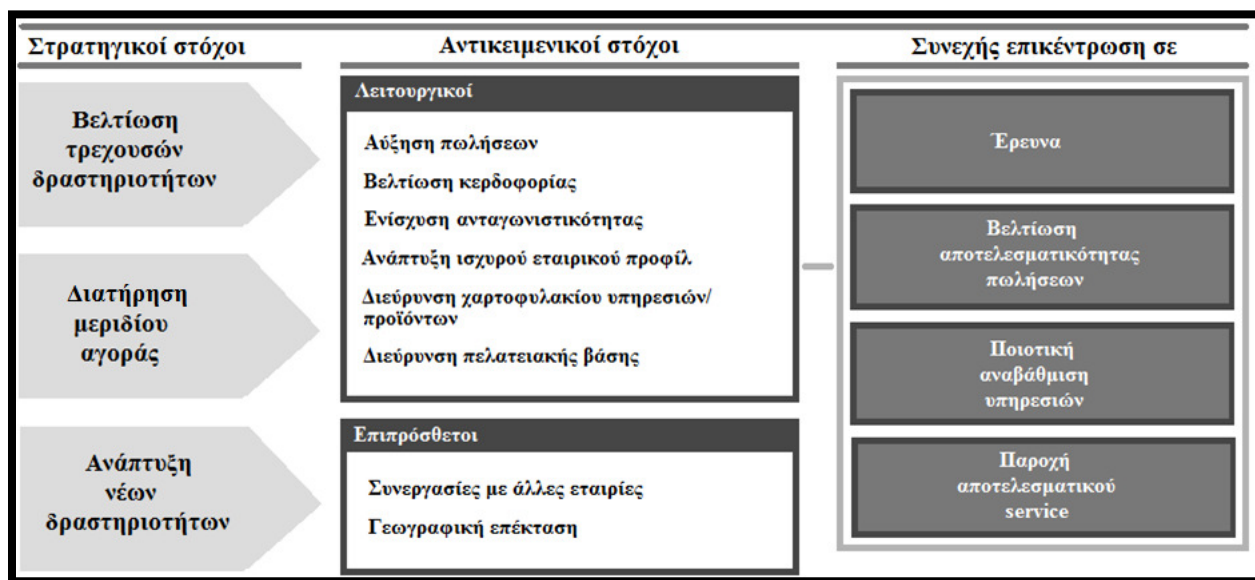 Στρατηγικοί στόχοι
Βελτίωση
τρεχουσών
δραστηριοτήτων
Διατήρηση
μεριδίου
αγοράς
Ανάπτυξη
νέων
δραστηριοτήτων
Αντικειμενικοί στόχοι
Λειτουργικοί
Αύξηση πωλήσεων
Βελτίωση κερδοφορίας
Ενίσχυση ανταγωνιστικότητας
Ανάπτυξη ισχυρού εταιρικού προφίλ
Διεύρυνση χαρτοφυλακίου υπηρεσιών/
προϊόντων
Διεύρυνση πελατειακής βάσης
Επιπρόσθετοι
Συνεργασίες με άλλες εταιρίες
Γεωγραφική επέκταση
Συνεχής επικέντρωση σε
Έρευνα
Βελτίωση
αποτελεσματικότητας
πωλήσεων
Ποιοτική
αναβάθμιση
υπηρεσιών
Παροχή
αποτελεσματικού
service